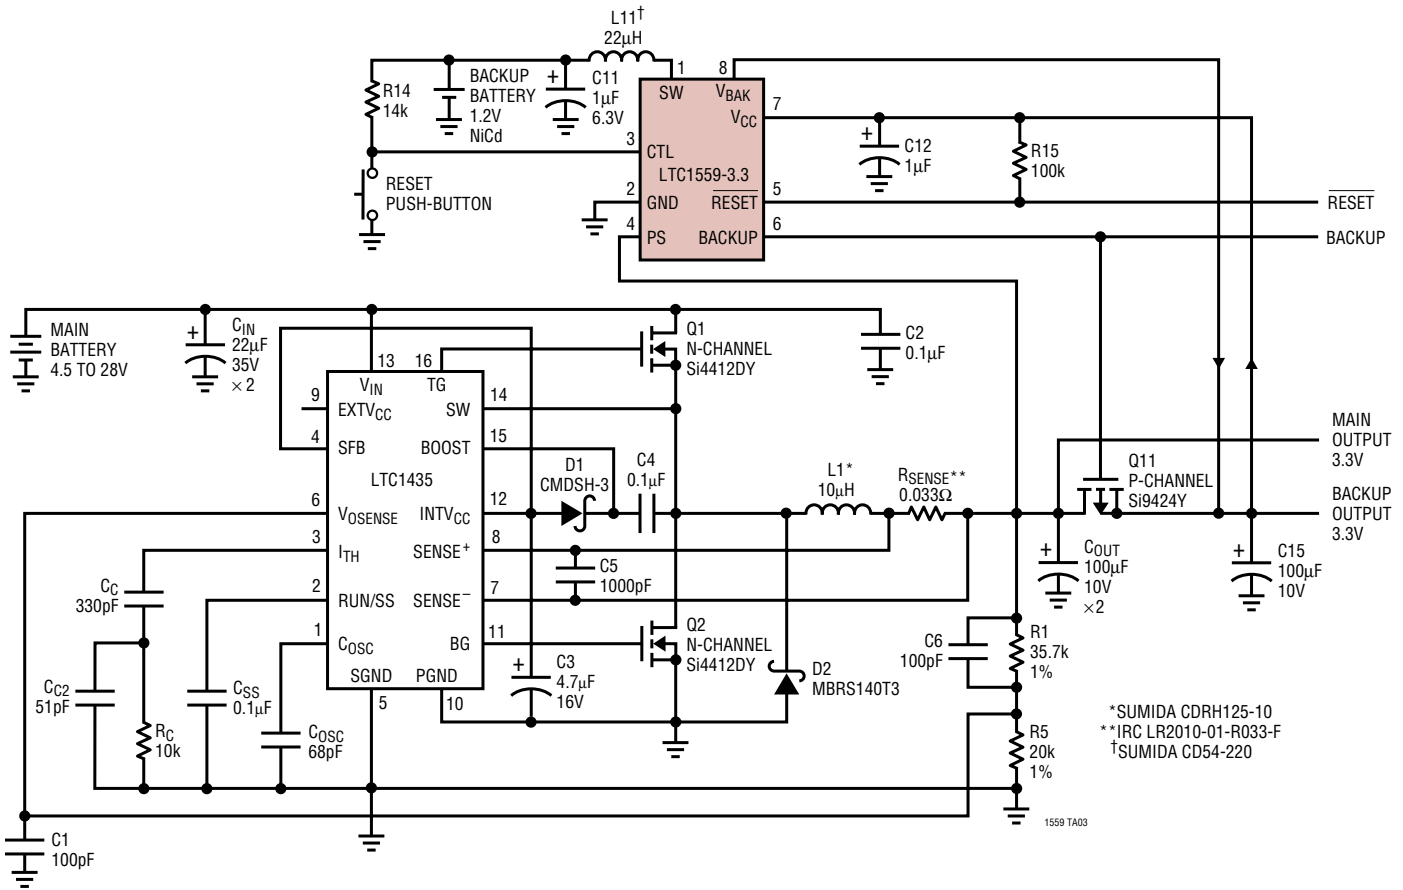 L11†
22µH
R14
14k
BACKUP
BATTERY
1.2V
NiCd
+
C11
1µF
6.3V
1
8
SW
VBAK
VCC
7
3
CTL
LTC1559-3.3
2
GND
RESET
5
4
PS
BACKUP
6
+
C12
1µF
R15
100k
RESET
BACKUP
RESET
PUSH-BUTTON
MAIN
BATTERY
4.5 TO 28V
+
CIN
22µF
35V
× 2
13
16
Q1
N-CHANNEL
Si4412DY
C2
0.1µF
VIN
TG
9
EXTVCC
SW
14
4
SFB
BOOST
15
LTC1435
6
VOSENSE
INTVCC
12
3
ITH
SENSE+
8
2
RUN/SS
SENSE−
7
1
COSC
BG
11
SGND
PGND
5
10
D1
CMDSH-3
C4
0.1µF
L1*
10µH
RSENSE**
0.033Ω
Q11
P-CHANNEL
Si9424Y
MAIN
OUTPUT
3.3V
BACKUP
OUTPUT
3.3V
C5
1000pF
+
COUT
100µF
10V
×2
+
C15
100µF
10V
CC
330pF
CC2
51pF
RC
10k
CSS
0.1µF
COSC
68pF
+
C3
4.7µF
16V
Q2
N-CHANNEL
Si4412DY
D2
MBRS140T3
C6
100pF
R1
35.7k
1%
R5
20k
1%
*SUMIDA CDRH125-10
**IRC LR2010-01-R033-F
†SUMIDA CD54-220
1559 TA03
C1
100pF